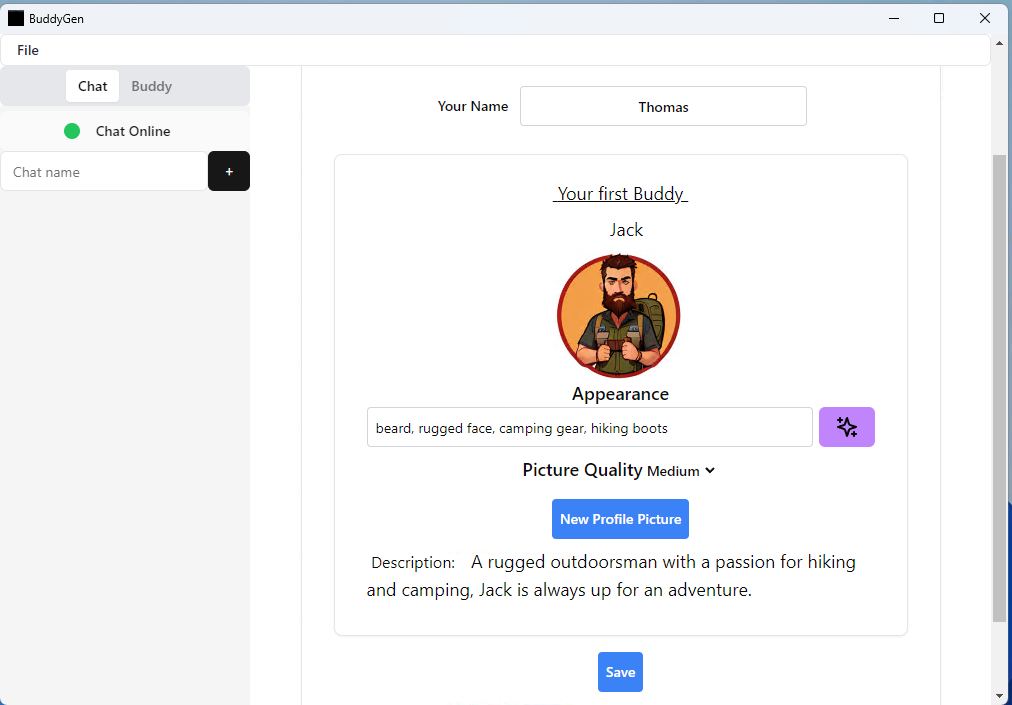 BuddyGen
File
Chat Buddy
Chat Online
Chat name +
Your Name Thomas
Your first Buddy
Jack
Appearance
beard, rugged face, camping gear, hiking boots
Picture Quality Medium
New Profile Picture
Description: A rugged outdoorsman with a passion for hiking
and camping, Jack is always up for an adventure.
Save